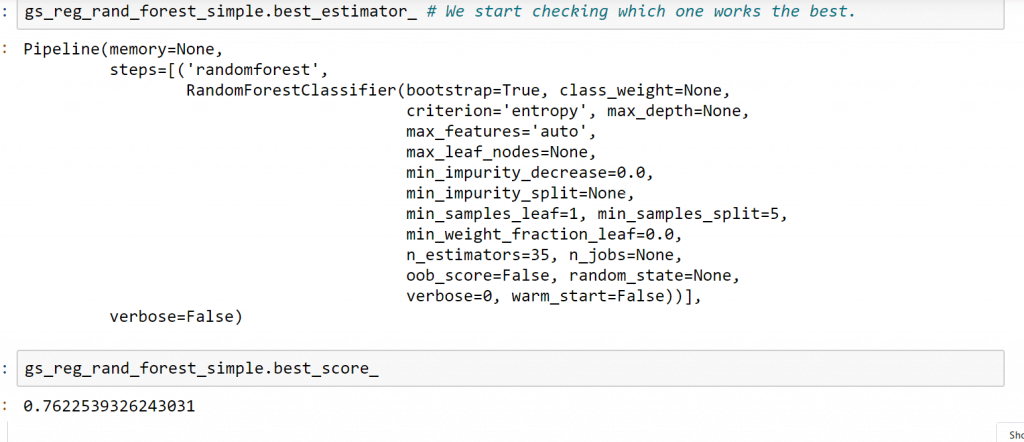 : gs_reg_rand_forest_simple.best_estimator_ # We start checking which one works the best.
: Pipeline(memory=None,
steps=[('randomforest',
RandomForestClassifier(bootstrap=True, class_weight=None,
criterion='entropy', max_depth=None,
max_features='auto',
max_leaf_nodes=None,
min_impurity_decrease=0.0,
min_impurity_split=None,
min_samples_leaf=1, min_samples_split=5,
min_weight_fraction_leaf=0.0,
n_estimators=35, n_jobs=None,
oob_score=False, random_state=None,
verbose=0, warm_start=False))],
verbose=False)
: gs_reg_rand_forest_simple.best_score_
: 0.7622539326243031